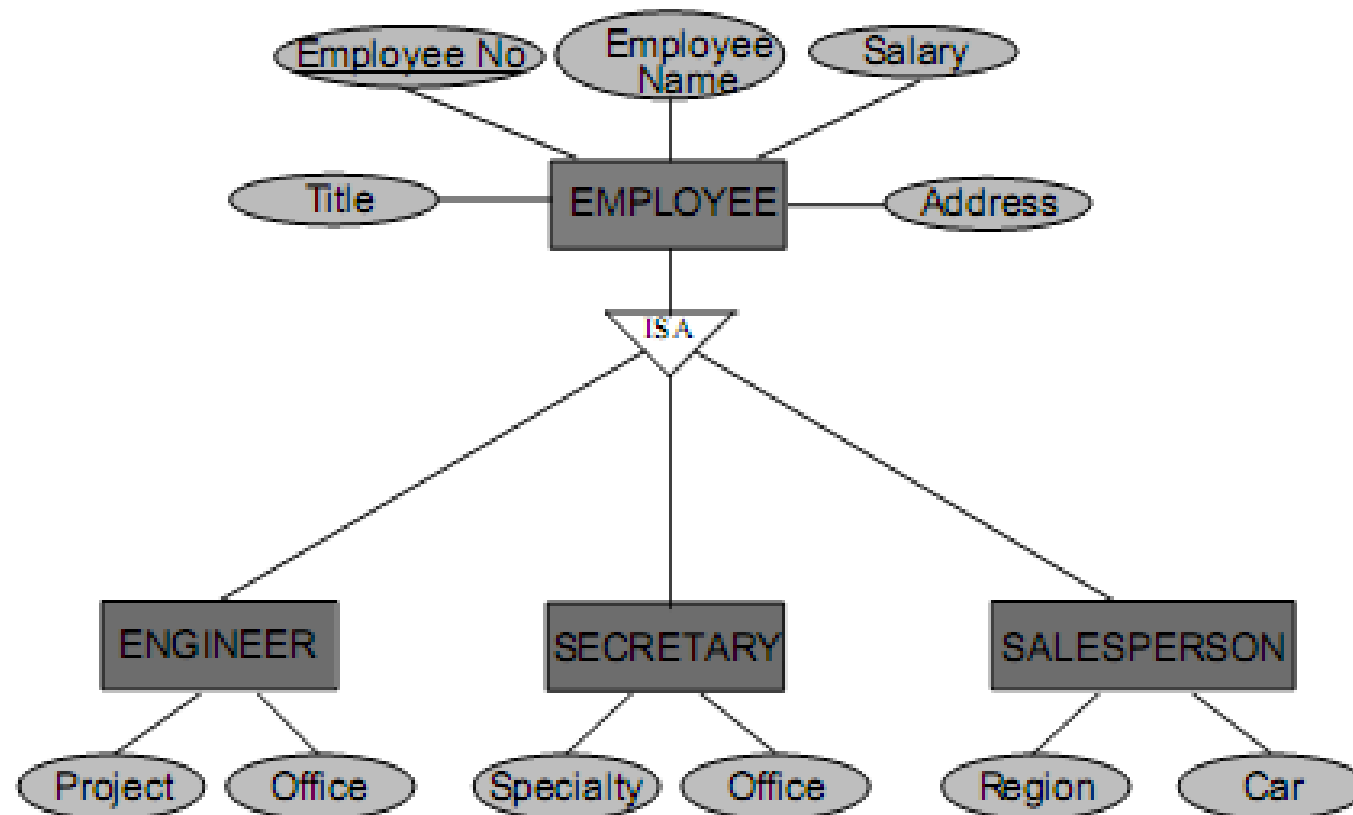 Employee No
Employee
Name
Salary
Title
EMPLOYEE
Address
ISA
ENGINEER
SECRETARY
SALESPERSON
Project
Office
Specialty
Office
Region
Car